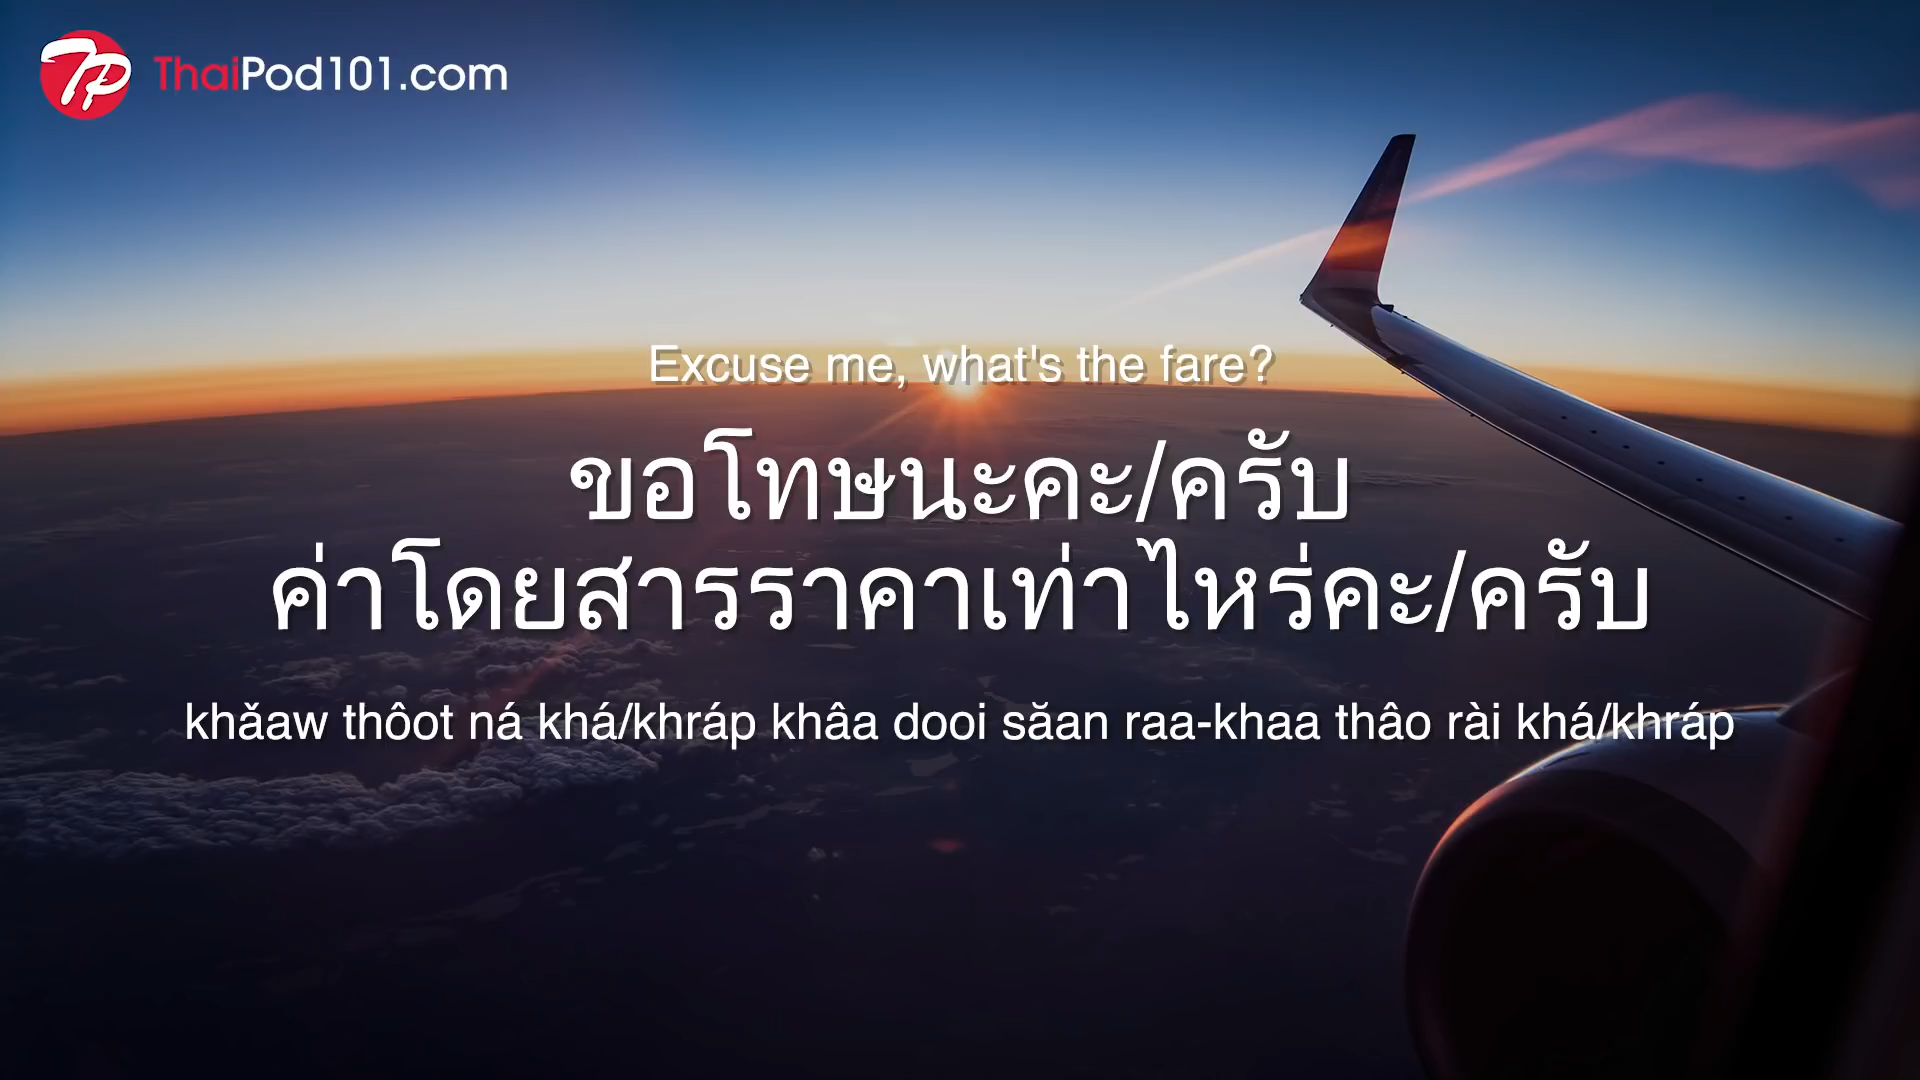 ThaiPod101.com
Excuse me, what's the fare?
ขอโทษนะคะ/ครับ
ค่าโดยสารราคาเท่าไหร่คะ/ครับ
khǎaw thôot ná khá/khráp khâa dooi săan raa-khaa thâo rài khá/khráp